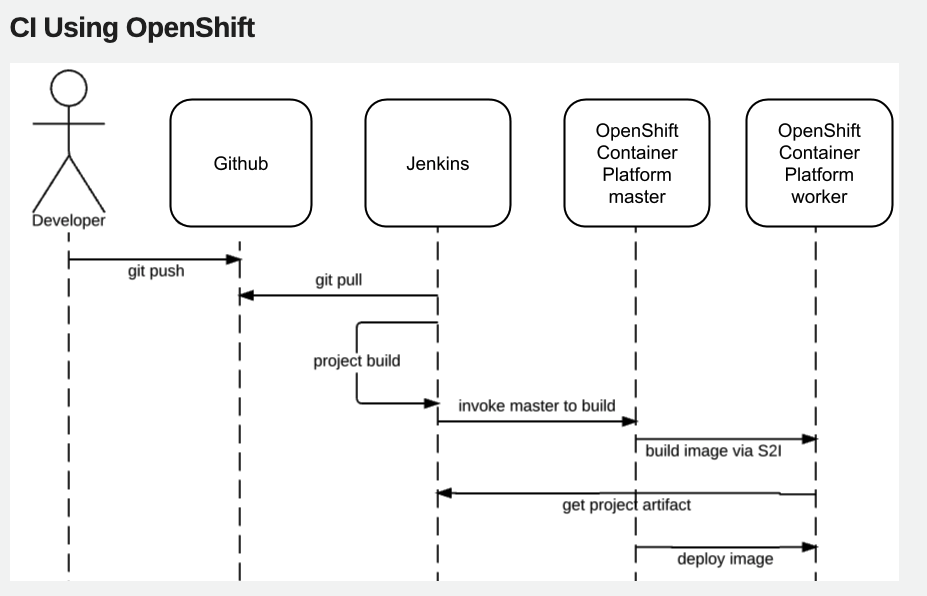 CI Using OpenShift
Developer
Github
Jenkins
OpenShift
Container
Platform
master
OpenShift
Container
Platform
worker
git push
git pull
project build
invoke master to build
build image via S2I
get project artifact
deploy image